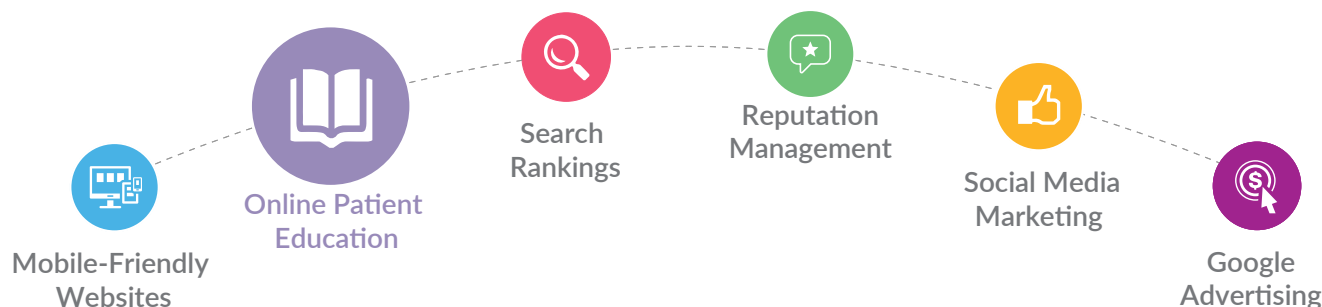 Mobile-Friendly
Websites
Online Patient
Education
Search
Rankings
Reputation
Management
Social Media
Marketing
Google
Advertising